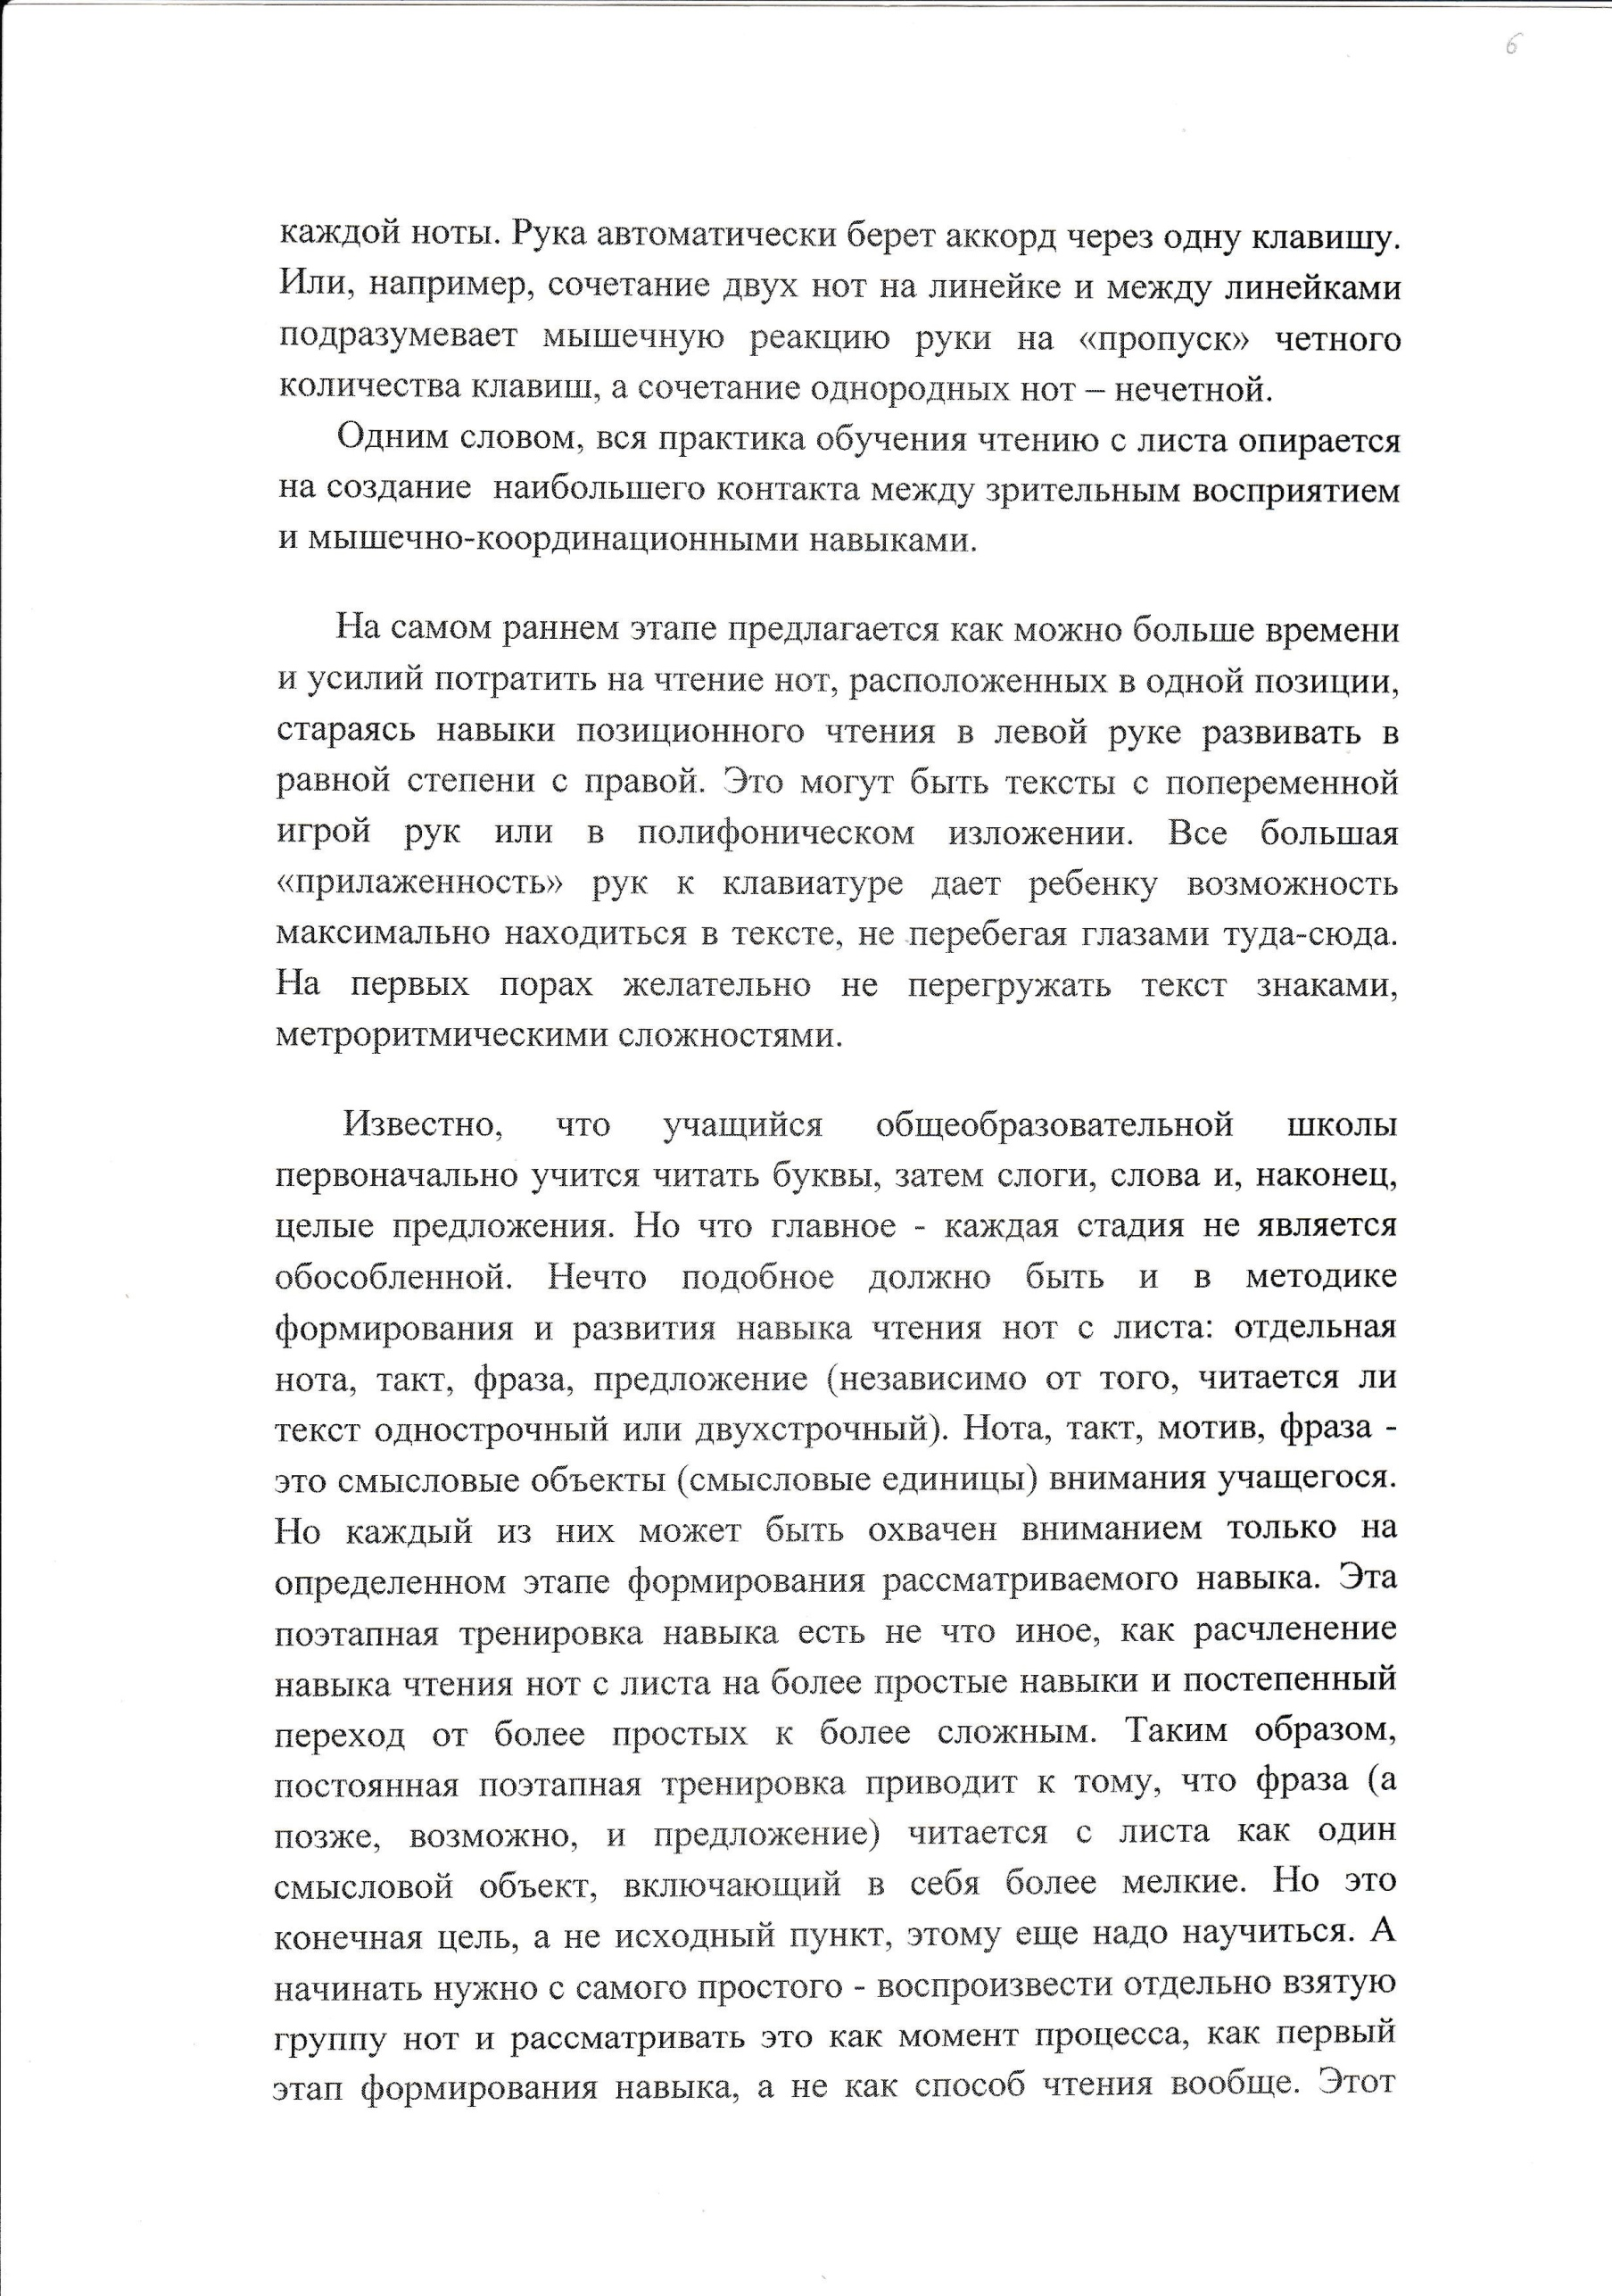 6
каждой ноты. Рука автоматически берет аккорд через одну клавишу.
Или, например, сочетание двух нот на линейке и между линейками
подразумевает мышечную реакцию руки на «пропуск» четного
количества клавиш, а сочетание однородных нот – нечетной.
Одним словом, вся практика обучения чтению с листа опирается
на создание наибольшего контакта между зрительным восприятием
и мышечно-координационными навыками.
На самом раннем этапе предлагается как можно больше времени
и усилий потратить на чтение нот, расположенных в одной позиции,
стараясь навыки позиционного чтения в левой руке развивать в
равной степени с правой. Это могут быть тексты с попеременной
игрой рук или в полифоническом изложении. Все большая
«прилаженность» рук к клавиатуре дает ребенку возможность
максимально находиться в тексте, не перебегая глазами туда-сюда.
На первых порах желательно не перегружать текст знаками,
метроритмическими сложностями.
Известно, что учащийся общеобразовательной школы
первоначально учится читать буквы, затем слоги, слова и, наконец,
целые предложения. Но что главное - каждая стадия не является
обособленной. Нечто подобное должно быть и в методике
формирования и развития навыка чтения нот с листа: отдельная
нота, такт, фраза, предложение (независимо от того, читается ли
текст однострочный или двухстрочный). Нота, такт, мотив, фраза -
это смысловые объекты (смысловые единицы) внимания учащегося.
Но каждый из них может быть охвачен вниманием только на
определенном этапе формирования рассматриваемого навыка. Эта
поэтапная тренировка навыка есть не что иное, как расчленение
навыка чтения нот с листа на более простые навыки и постепенный
переход от более простых к более сложным. Таким образом,
постоянная поэтапная тренировка приводит к тому, что фраза (а
позже, возможно, и предложение) читается с листа как один
смысловой объект, включающий в себя более мелкие. Но это
конечная цель, а не исходный пункт, этому еще надо научиться. А
начинать нужно с самого простого - воспроизвести отдельно взятую
группу нот и рассматривать это как момент процесса, как первый
этап формирования навыка, а не как способ чтения вообще. Этот